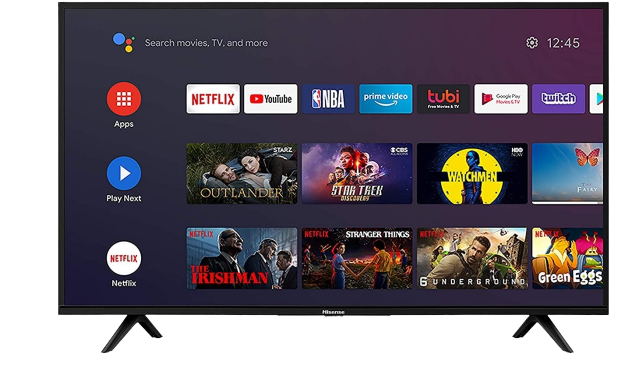 Search movies, TV, and more
12:45
Apps
NETFLIX
YouTube
NBA
prime video
tubi
Free Movies & TV
Google Play
Movies & TV
twitch
Play Next
STARZ
OUTLANDER
CBS
STAR TREK
DISCOVERY
HBO
NOW
WATCHMEN
FAIRY
NETFLIX
Netflix
NETFLIX
THE
IRISHMAN
NETFLIX
STRANGER THINGS
NETFLIX
6 UNDERGROUND
NETFLIX
Green Eggs
Hisense